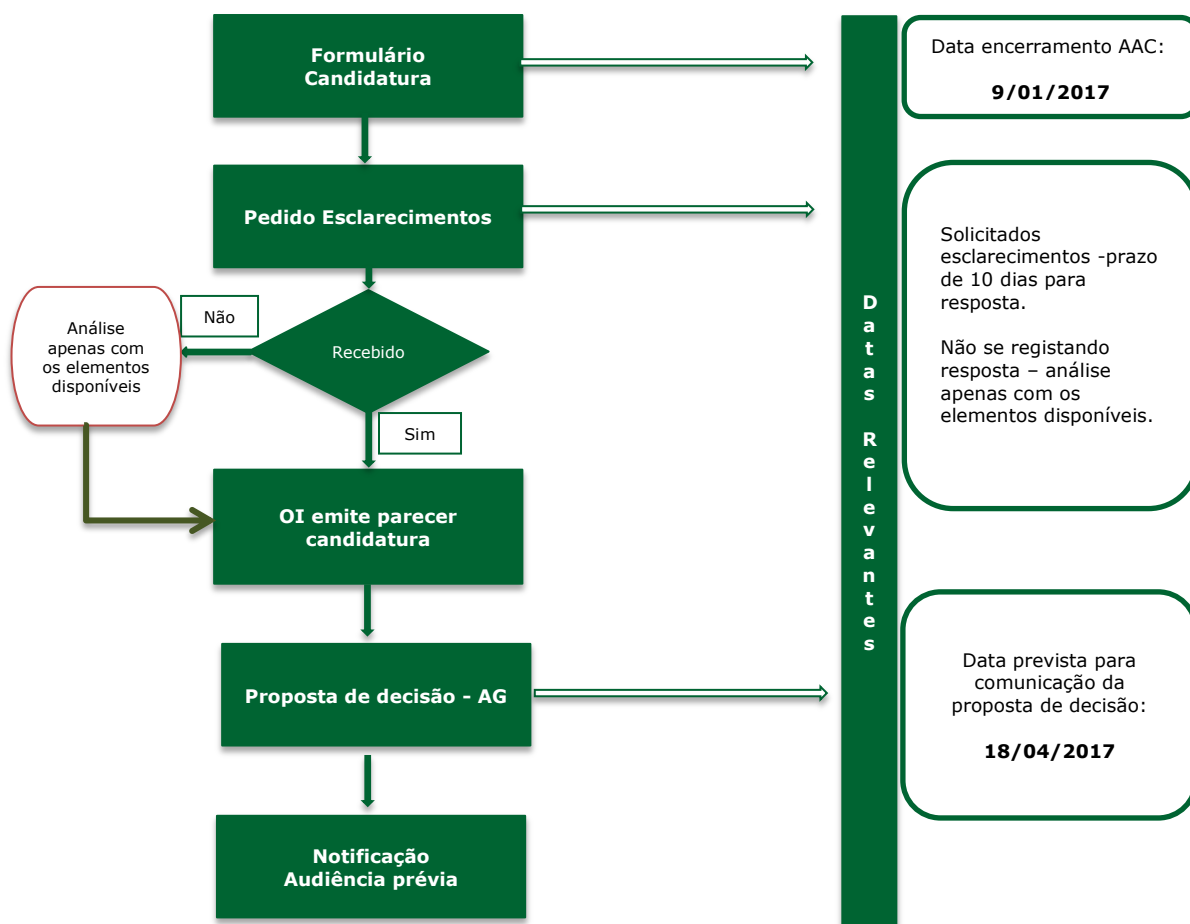 Formulário
Candidatura
Data encerramento AAC:
9/01/2017
Pedido Esclarecimentos
Solicitados
esclarecimentos -prazo
de 10 dias para
resposta.
Não se registando
resposta – análise
apenas com os
elementos disponíveis.
Recebido
Não
Análise
apenas com
os elementos
disponíveis
Sim
OI emite parecer
candidatura
Proposta de decisão - AG
Data prevista para
comunicação da
proposta de decisão:
18/04/2017
Notificação
Audiência prévia
D
a
t
a
s
R
e
l
e
v
a
n
t
e
s